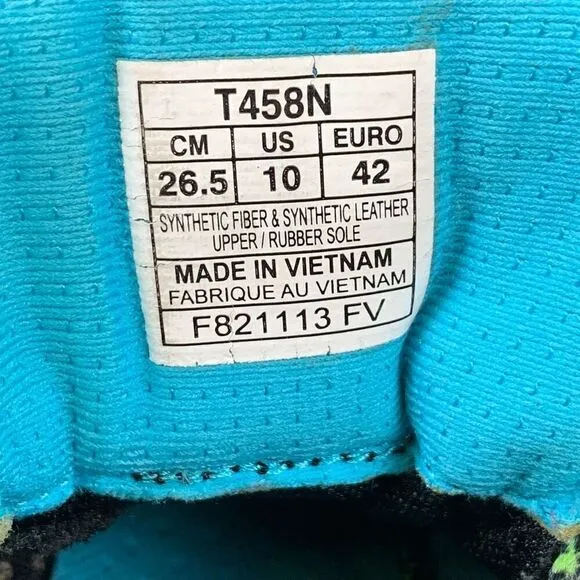 T458N
CM US EURO
26.5 10 42
SYNTHETIC FIBER & SYNTHETIC LEATHER
UPPER / RUBBER SOLE
MADE IN VIETNAM
FABRIQUE AU VIETNAM
F821113 FV